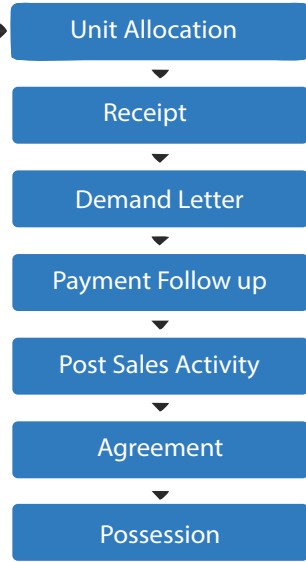 Unit Allocation
Receipt
Demand Letter
Payment Follow up
Post Sales Activity
Agreement
Possession